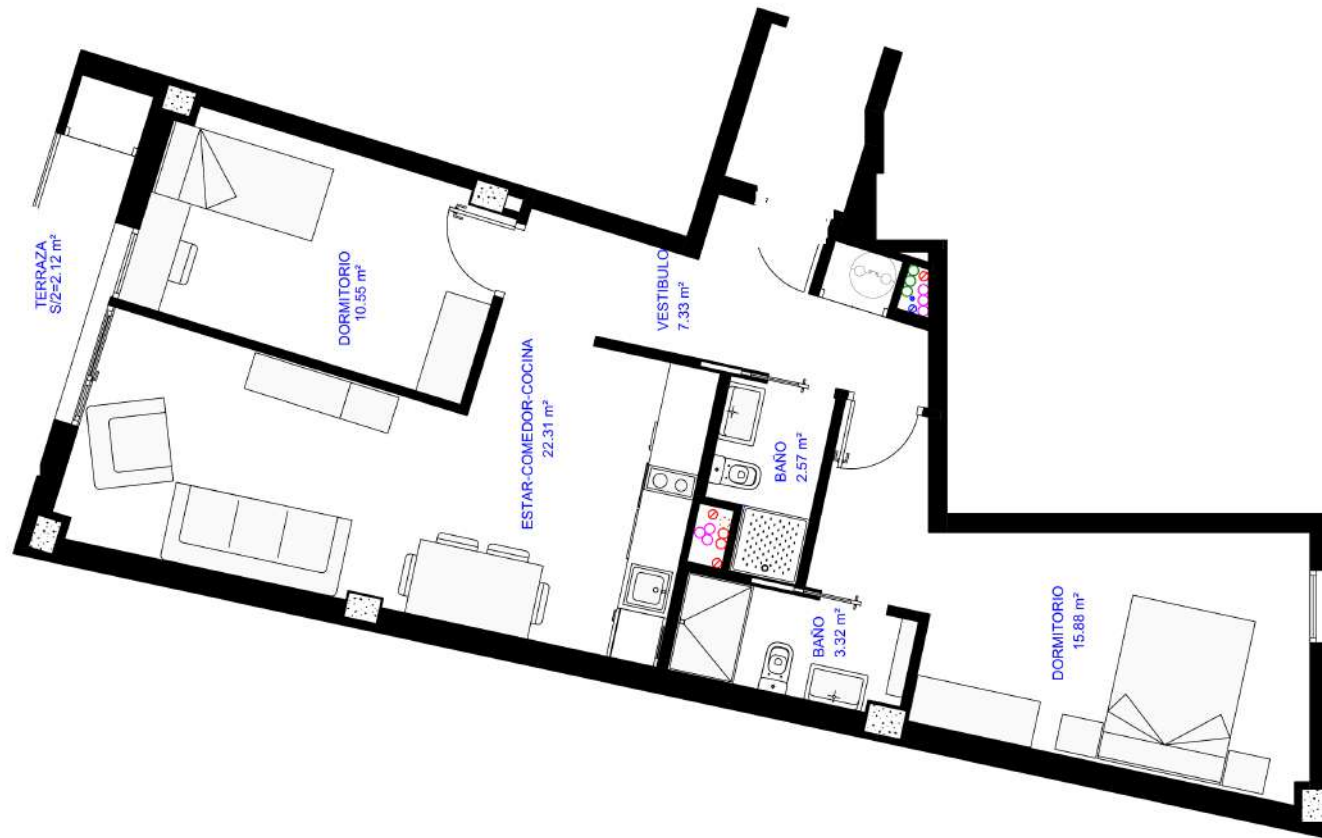 TERRAZA
S/2=2.12 m²
DORMITORIO
10.55 m²
ESTAR-COMEDOR-COCINA
22.31 m²
VESTIBULO
7.33 m²
BAÑO
2.57 m²
BAÑO
3.32 m²
DORMITORIO
15.88 m²